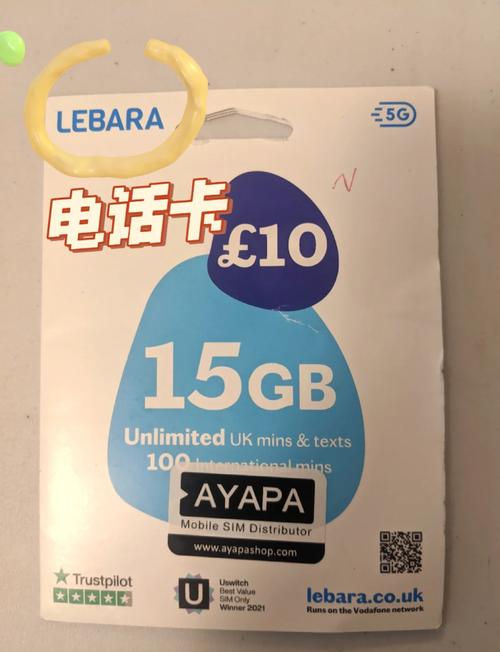 LEBARA
5G
电话卡
£10
15GB
Unlimited UK mins & texts
100 International mins
AYAPA
Mobile SIM Distributor
www.ayapashop.com
Trustpilot
U
Uswitch
Best Value
SIM Only
Winner 2021
lebara.co.uk
Runs on the Vodafone network